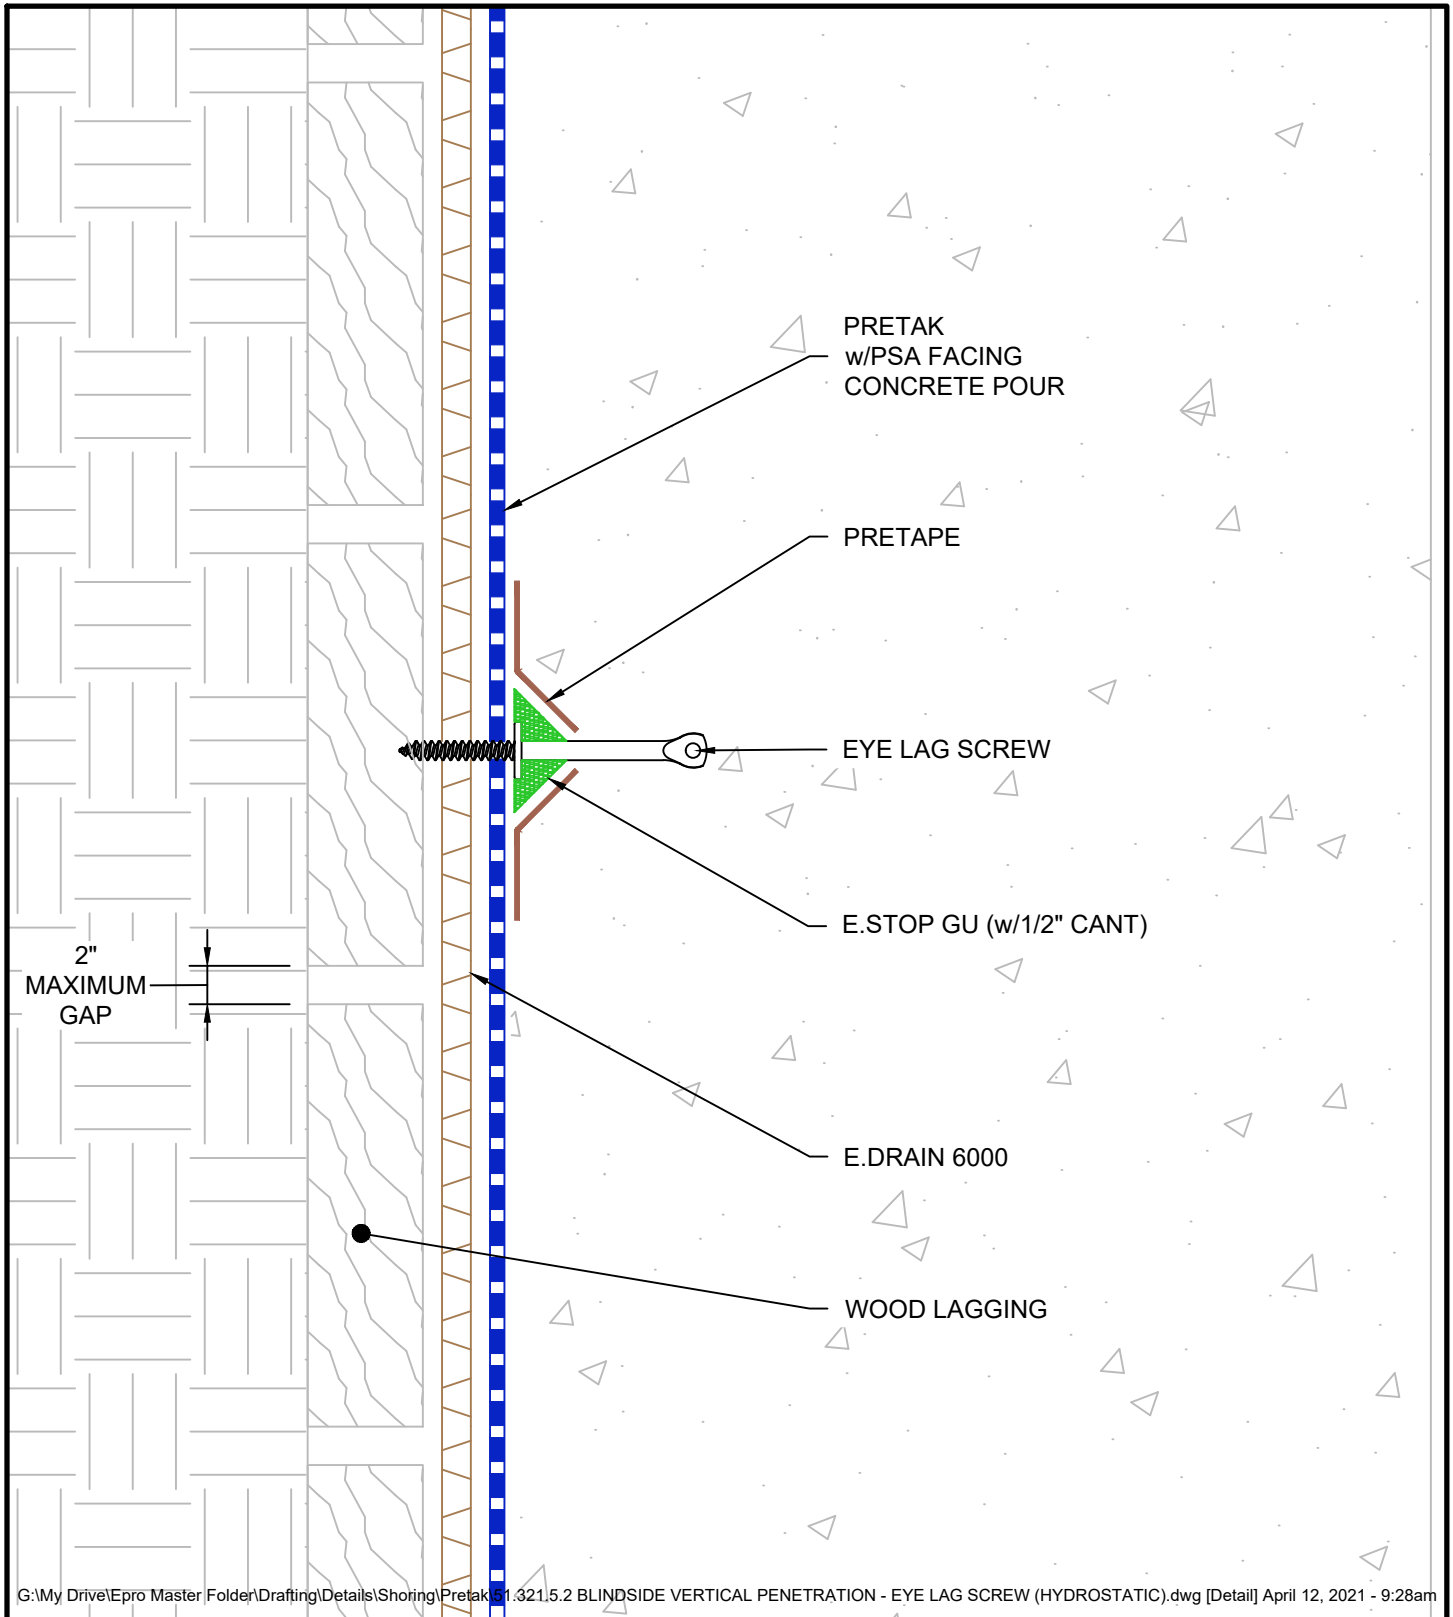 PRETAK
w/PSA FACING
CONCRETE POUR
PRETAPE
EYE LAG SCREW
E.STOP GU (w/1/2" CANT)
2"
MAXIMUM
GAP
E.DRAIN 6000
WOOD LAGGING
G:\My Drive\Epro Master Folder\Drafting\Details\Shoring\Pretak\51.321.5.2 BLINDSIDE VERTICAL PENETRATION - EYE LAG SCREW (HYDROSTATIC).dwg [Detail] April 12, 2021 - 9:28am